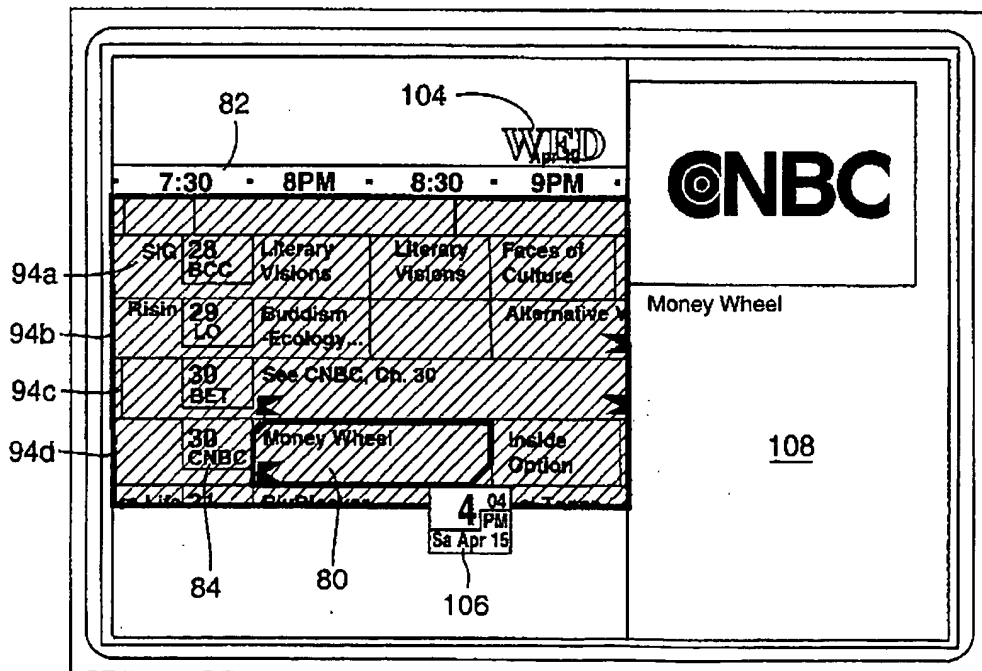 82
104
WED
Apr 19
7:30 - 8PM - 8:30 - 9PM
CNBC
94a
SIG 28 BCC Literary Visions Literary Visions Faces of Culture
94b
Risin 29 LO Buddism -Ecology... Alternative V
Money Wheel
94c
30 BET See CNBC, Ch. 30
94d
30 CNBC Money Wheel Inside Option
108
4 04 PM
Sa Apr 15
84
80
106